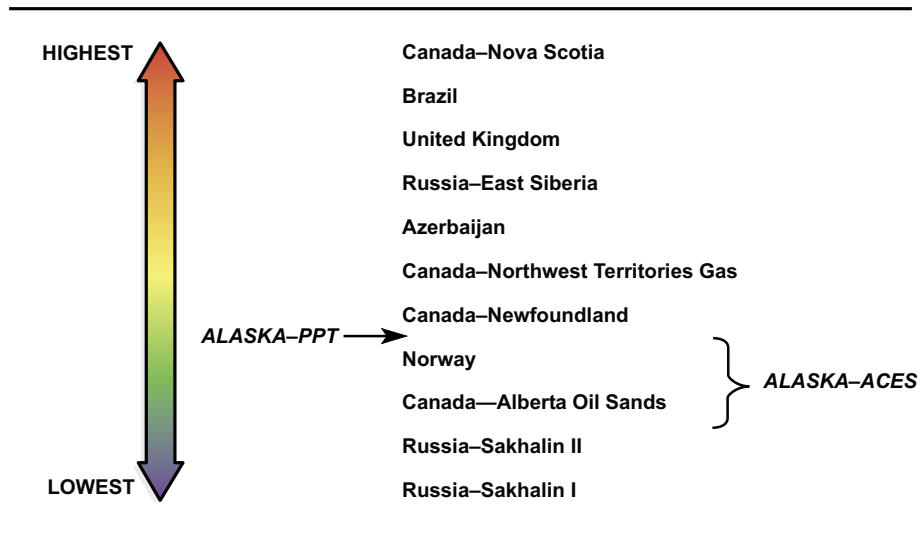 HIGHEST
Canada–Nova Scotia
Brazil
United Kingdom
Russia–East Siberia
Azerbaijan
Canada–Northwest Territories Gas
Canada–Newfoundland
ALASKA–PPT
Norway
ALASKA–ACES
Canada—Alberta Oil Sands
Russia–Sakhalin II
LOWEST
Russia–Sakhalin I